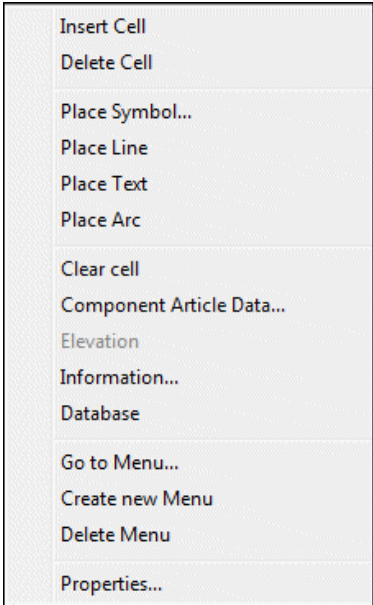 Insert Cell
Delete Cell
Place Symbol...
Place Line
Place Text
Place Arc
Clear cell
Component Article Data...
Elevation
Information...
Database
Go to Menu...
Create new Menu
Delete Menu
Properties...